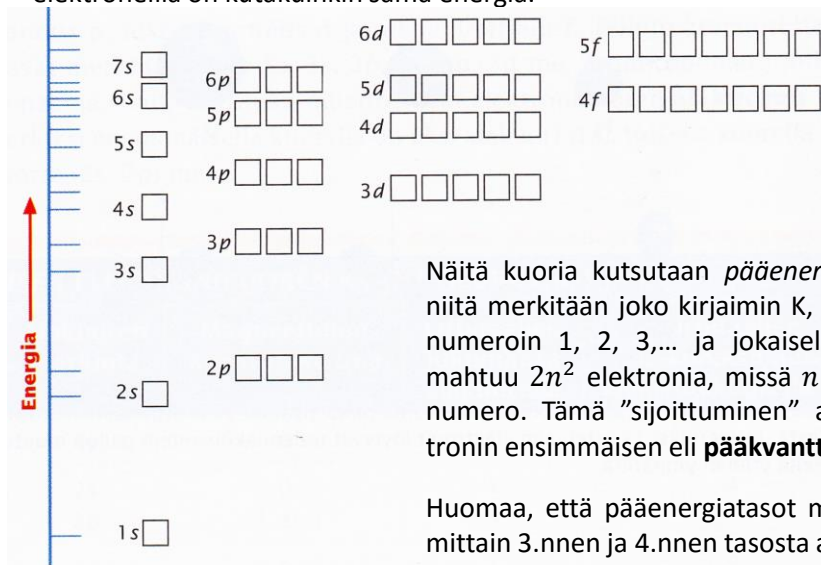 elektroneilla on kutakuinkin sama energia.
6d
5f
7s
6p
5d
4f
6s
5p
4d
5s
4p
3d
4s
3p
3s
2p
2s
1s
Energia
Näitä kuoria kutsutaan pääener
niitä merkitään joko kirjaimin K,
numeroin 1, 2, 3,... ja jokaisel
mahtuu 2n² elektronia, missä n
numero. Tämä ”sijoittuminen” a
tronin ensimmäisen eli pääkvantt
Huomaa, että pääenergiatasot m
mittain 3.nnen ja 4.nnen tasosta a